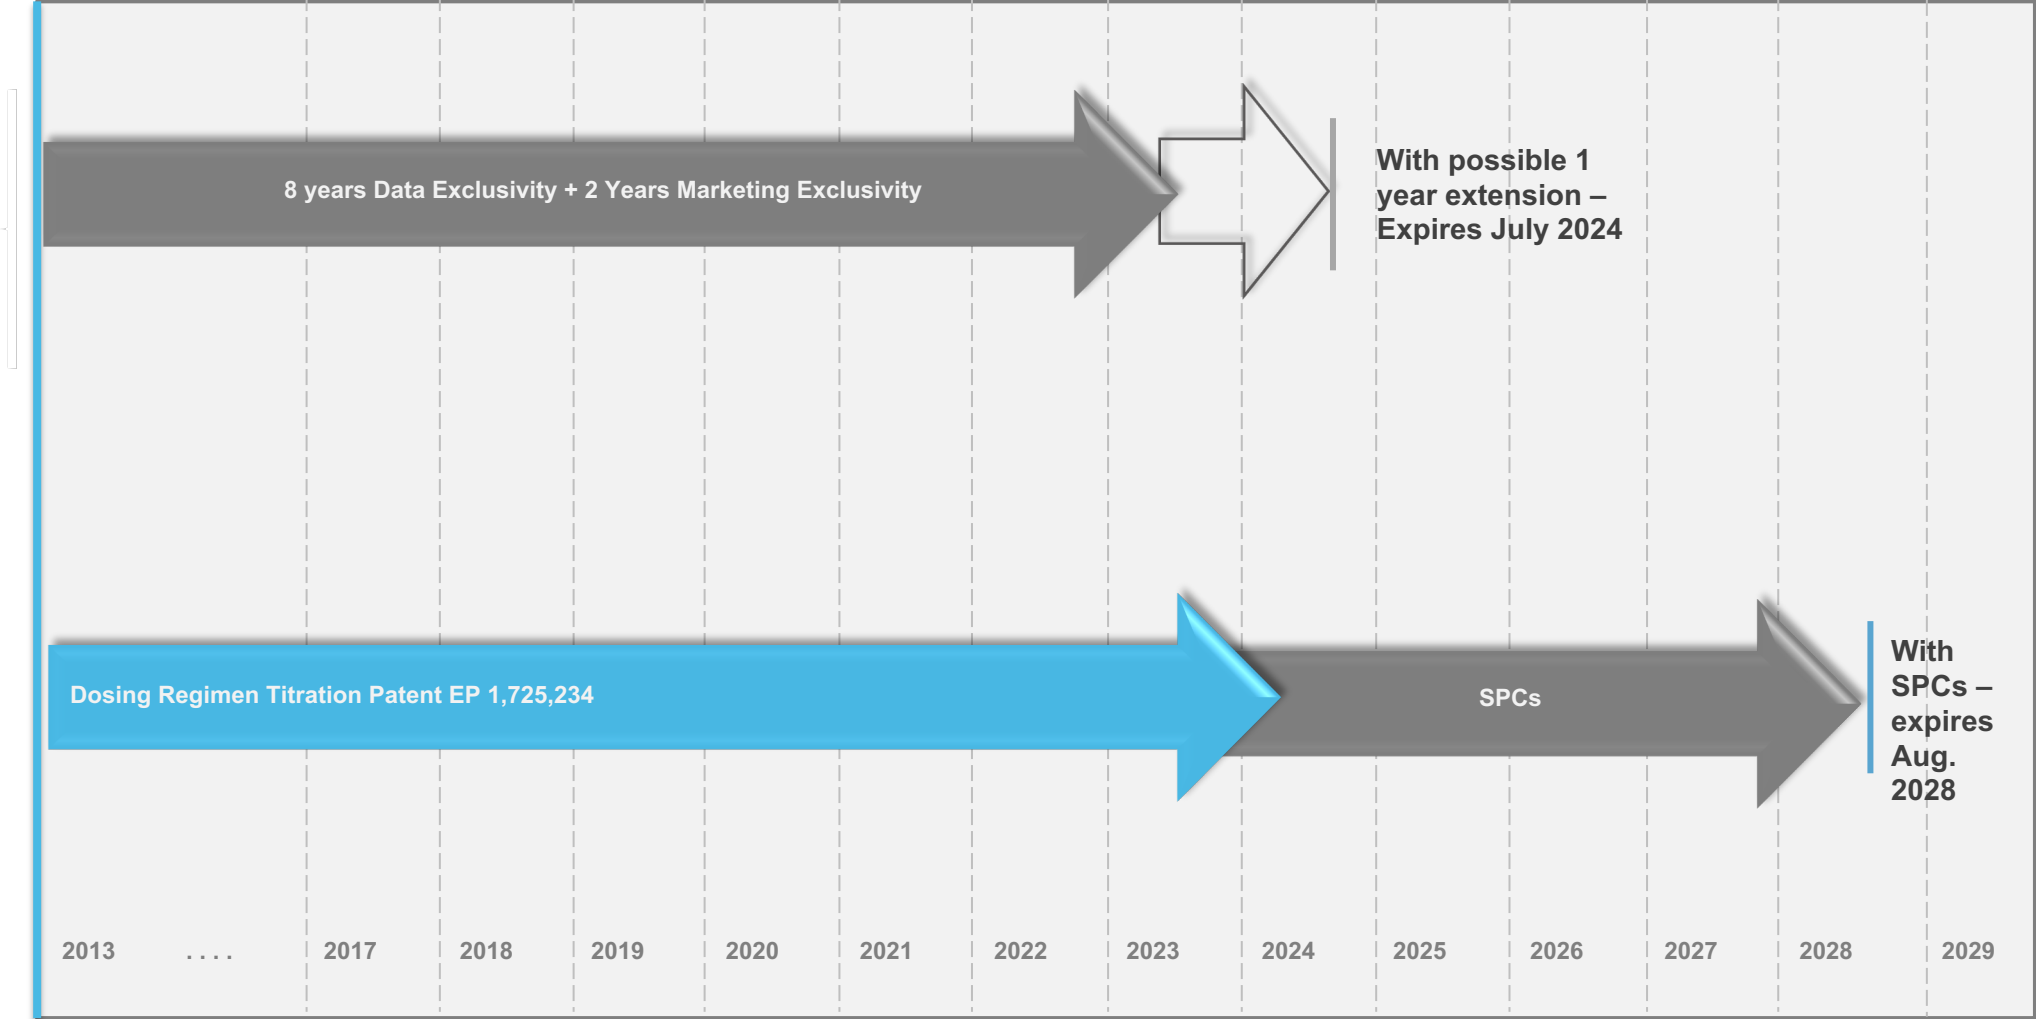 8 years Data Exclusivity + 2 Years Marketing Exclusivity
With possible 1
year extension –
Expires July 2024
Dosing Regimen Titration Patent EP 1,725,234
SPCs
With
SPCs –
expires
Aug.
2028
2013 .... 2017 2018 2019 2020 2021 2022 2023 2024 2025 2026 2027 2028 2029